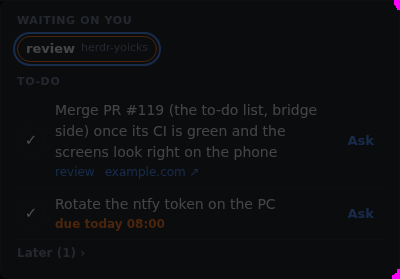 WAITING ON YOU
review herdr-yolcks
TO-DO
Merge PR #119 (the to-do list, bridge
side) once its CI is green and the
screens look right on the phone
✓ Ask
review example.com ↗
Rotate the ntfy token on the PC
✓ Ask
due today 08:00
Later (1) ›